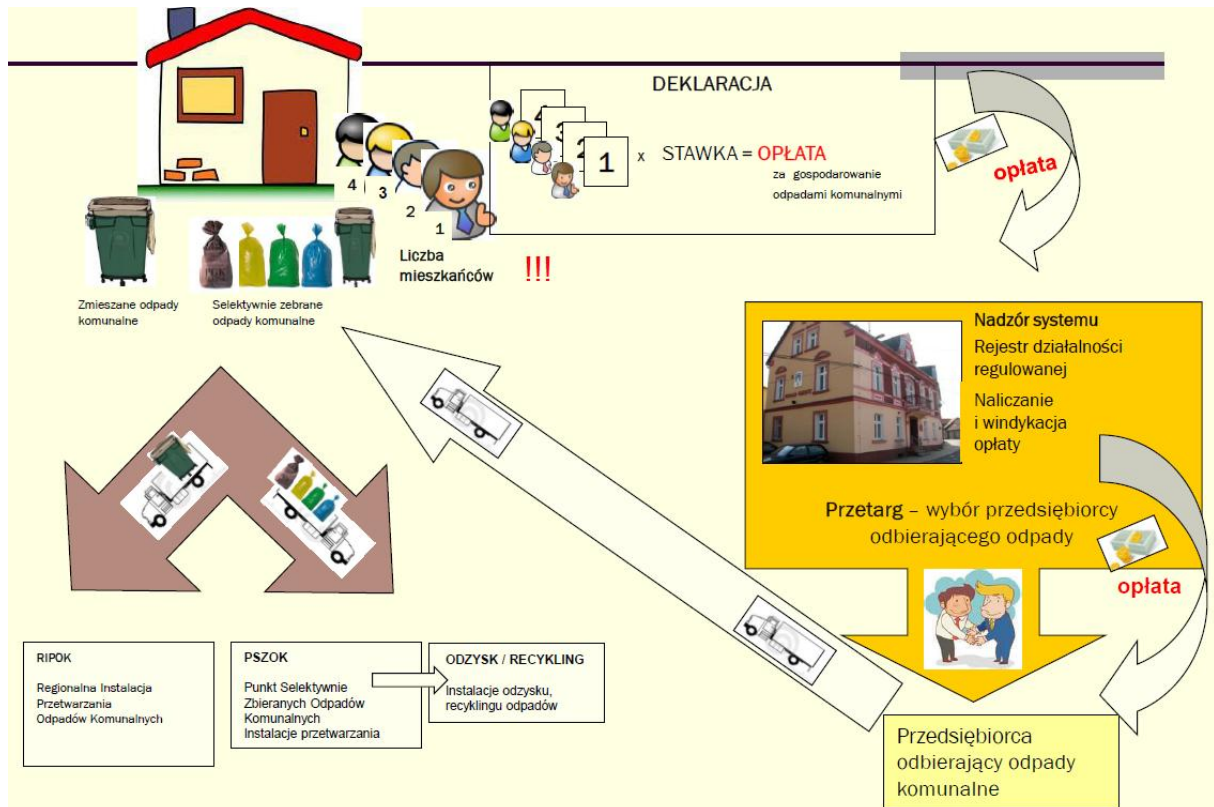 DEKLARACJA
4
3
2
1
x STAWKA = OPŁATA
za gospodarowanie
odpadami komunalnymi
opłata
4
3
2
1
Liczba
mieszkańców
!!!
Zmieszane odpady
komunalne
Selektywnie zebrane
odpady komunalne
Nadzór systemu
Rejestr działalności
regulowanej
Naliczanie
i windykacja
opłaty
Przetarg – wybór przedsiębiorcy
odbierającego odpady
opłata
RIPOK
Regionalna Instalacja
Przetwarzania
Odpadów Komunalnych
PSZOK
Punkt Selektywnie
Zbieranych Odpadów
Komunalnych
Instalacje przetwarzania
ODZYSK / RECYKLING
Instalacje odzysku,
recyklingu odpadów
Przedsiębiorca
odbierający odpady
komunalne